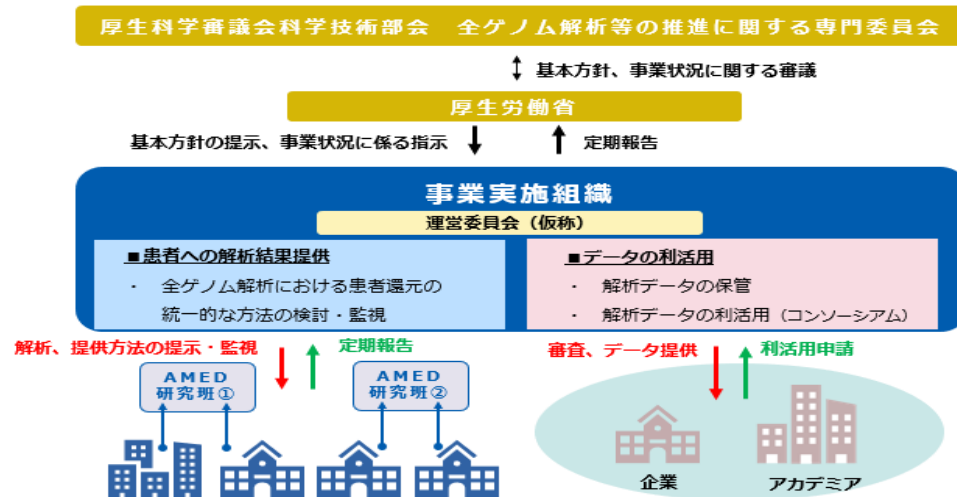 厚生科学審議会科学技術部会　全ゲノム解析等の推進に関する専門委員会
基本方針、事業状況に関する審議
厚生労働省
基本方針の提示、事業状況に係る指示
定期報告
事業実施組織
運営委員会（仮称）
■患者への解析結果提供
・ 全ゲノム解析における患者還元の
統一的な方法の検討・監視
■データの利活用
・ 解析データの保管
・ 解析データの利活用（コンソーシアム）
解析、提供方法の提示・監視
定期報告
審査、データ提供
利活用申請
AMED
研究班①
AMED
研究班②
企業
アカデミア